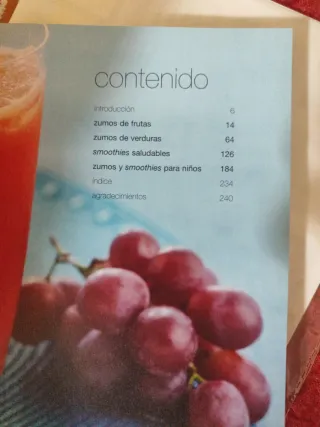 contenido
introducción 6
zumos de frutas 14
zumos de verduras 64
smoothies saludables 126
zumos y smoothies para niños 184
índice 234
agradecimientos 240